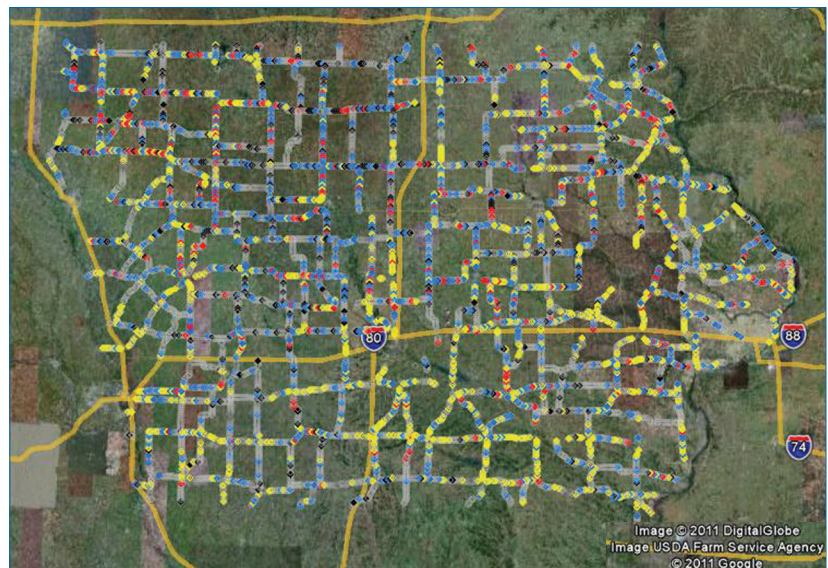 80
88
74
Image © 2011 DigitalGlobe
Image USDA Farm Service Agency
© 2011 Google